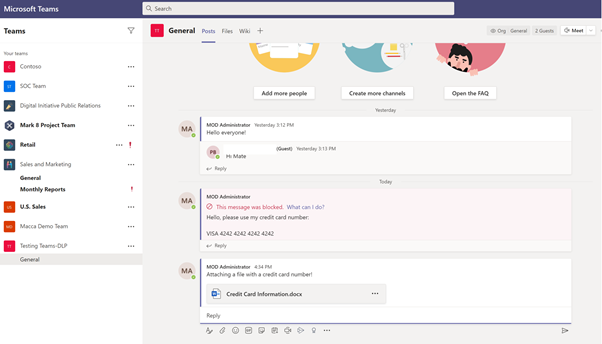 Microsoft Teams
Search
Teams
Your teams
C Contoso
ST SOC Team
Digital Initiative Public Relations
Mark 8 Project Team
Retail
Sales and Marketing
General
Monthly Reports
US U.S. Sales
MD Macca Demo Team
TT Testing Teams-DLP
General
TT General Posts Files Wiki
Org General 2 Guests Meet
Add more people Create more channels Open the FAQ
Yesterday
MA MOD Administrator Yesterday 3:12 PM
Hello everyone!
PB (Guest) Yesterday 3:13 PM
Hi Mate
Reply
Today
MA MOD Administrator
This message was blocked. What can I do?
Hello, please use my credit card number:
VISA 4242 4242 4242 4242
Reply
MA MOD Administrator 4:34 PM
Attaching a file with a credit card number!
Credit Card Information.docx
Reply